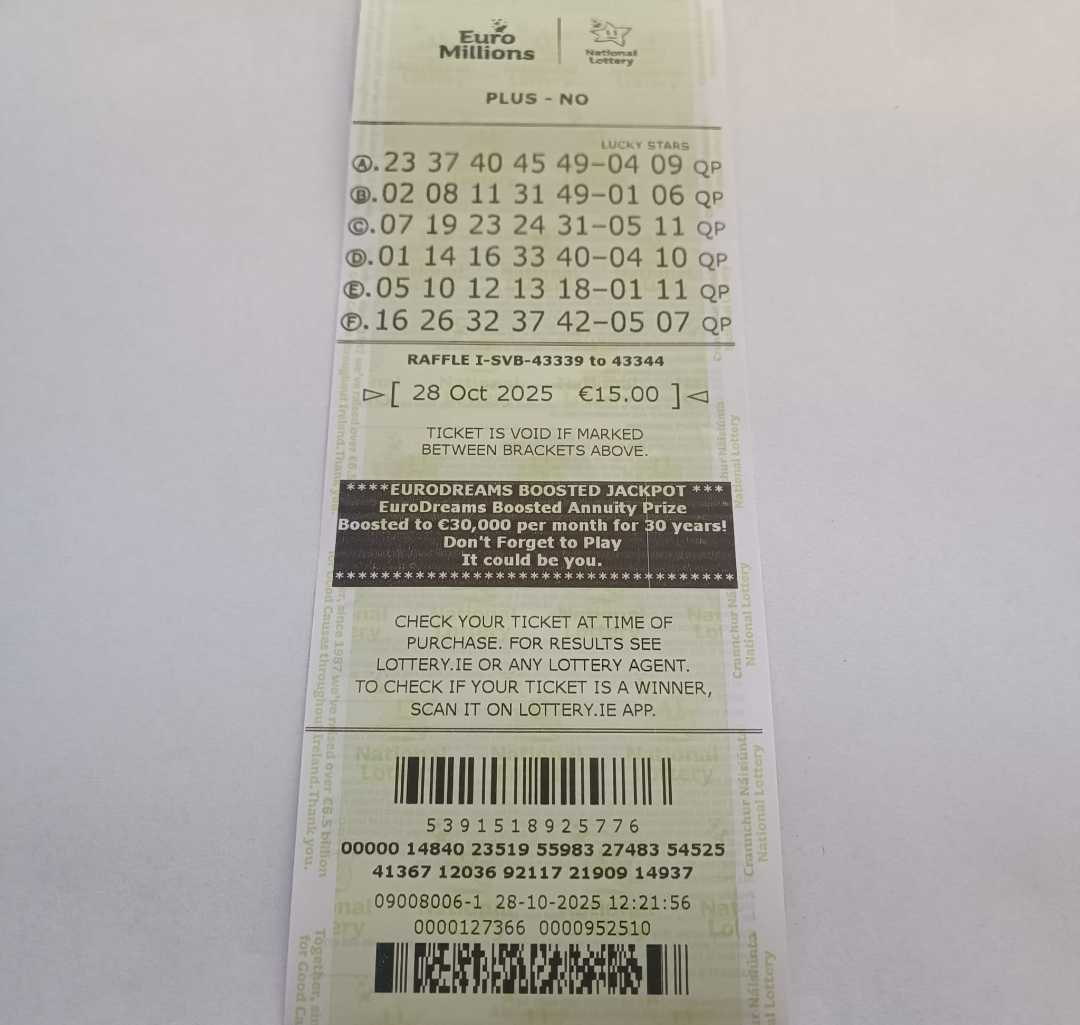 Euro
Millions
National
Lottery
PLUS - NO
LUCKY STARS
A.23 37 40 45 49-04 09 QP
B.02 08 11 31 49-01 06 QP
C.07 19 23 24 31-05 11 QP
D.01 14 16 33 40-04 10 QP
E.05 10 12 13 18-01 11 QP
F.16 26 32 37 42-05 07 QP
RAFFLE I-SVB-43339 to 43344
[ 28 Oct 2025 €15.00 ]
TICKET IS VOID IF MARKED
BETWEEN BRACKETS ABOVE.
****EURODREAMS BOOSTED JACKPOT ***
EuroDreams Boosted Annuity Prize
Boosted to €30,000 per month for 30 years!
Don't Forget to Play
It could be you.
***********************************
CHECK YOUR TICKET AT TIME OF
PURCHASE. FOR RESULTS SEE
LOTTERY.IE OR ANY LOTTERY AGENT.
TO CHECK IF YOUR TICKET IS A WINNER,
SCAN IT ON LOTTERY.IE APP.
5391518925776
00000 14840 23519 55983 27483 54525
41367 12036 92117 21909 14937
09008006-1 28-10-2025 12:21:56
0000127366 0000952510
Crannchur Náisiúnta
National Lottery